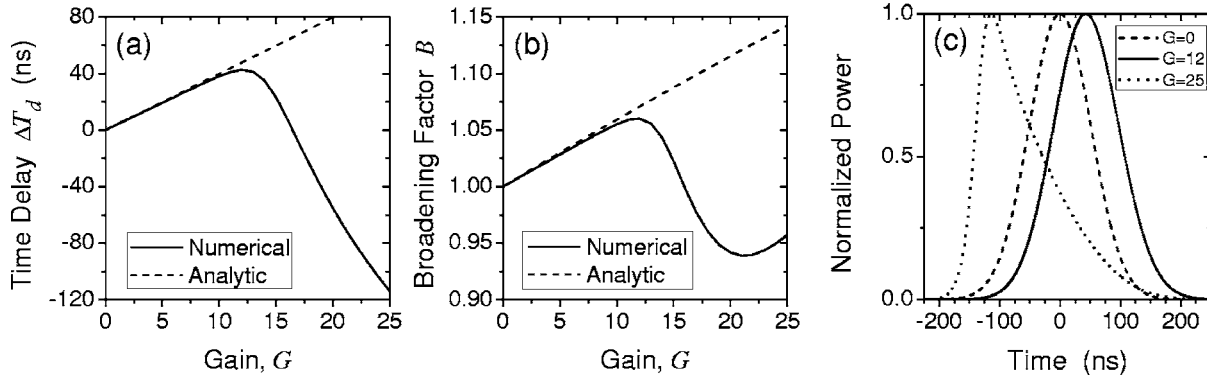 (a)
Time Delay ΔT_d (ns)
80
40
0
-40
-80
-120
Numerical
Analytic
0 5 10 15 20 25
Gain, G
(b)
Broadening Factor B
1.15
1.10
1.05
1.00
0.95
0.90
Numerical
Analytic
0 5 10 15 20 25
Gain, G
(c)
Normalized Power
1.0
0.5
0.0
G=0
G=12
G=25
-200 -100 0 100 200
Time (ns)